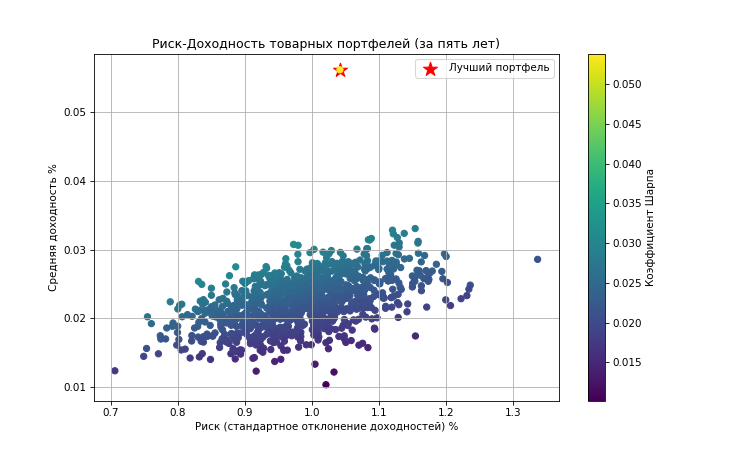 Риск-Доходность товарных портфелей (за пять лет)
Лучший портфель
Средняя доходность %
0.05
0.04
0.03
0.02
0.01
0.7 0.8 0.9 1.0 1.1 1.2 1.3
Риск (стандартное отклонение доходностей) %
0.050
0.045
0.040
0.035
0.030
0.025
0.020
0.015
Коэффициент Шарпа